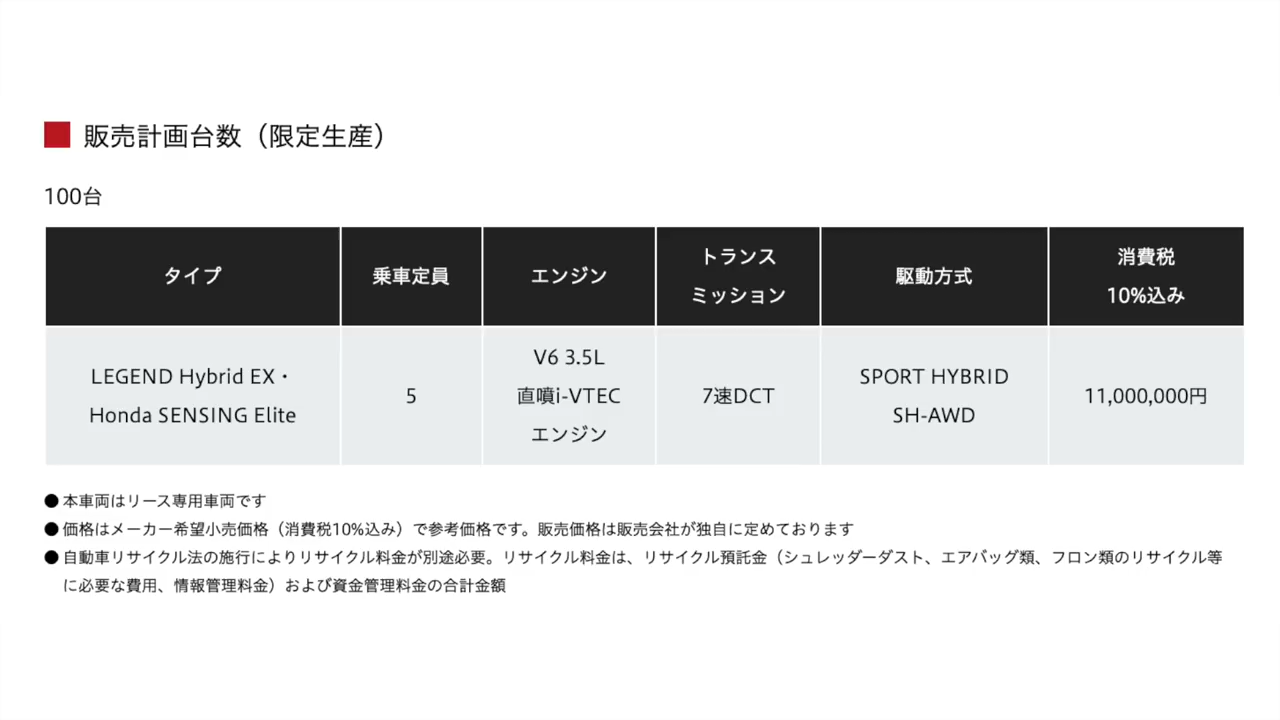 販売計画台数（限定生産）
100台
タイプ
乗車定員
エンジン
トランス
ミッション
駆動方式
消費税
10%込み
LEGEND Hybrid EX・
Honda SENSING Elite
5
V6 3.5L
直噴i-VTEC
エンジン
7速DCT
SPORT HYBRID
SH-AWD
11,000,000円
●本車両はリース専用車両です
●価格はメーカー希望小売価格（消費税10%込み）で参考価格です。販売価格は販売会社が独自に定めております
●自動車リサイクル法の施行によりリサイクル料金が別途必要。リサイクル料金は、リサイクル預託金（シュレッダーダスト、エアバッグ類、フロン類のリサイクル等
に必要な費用、情報管理料金）および資金管理料金の合計金額